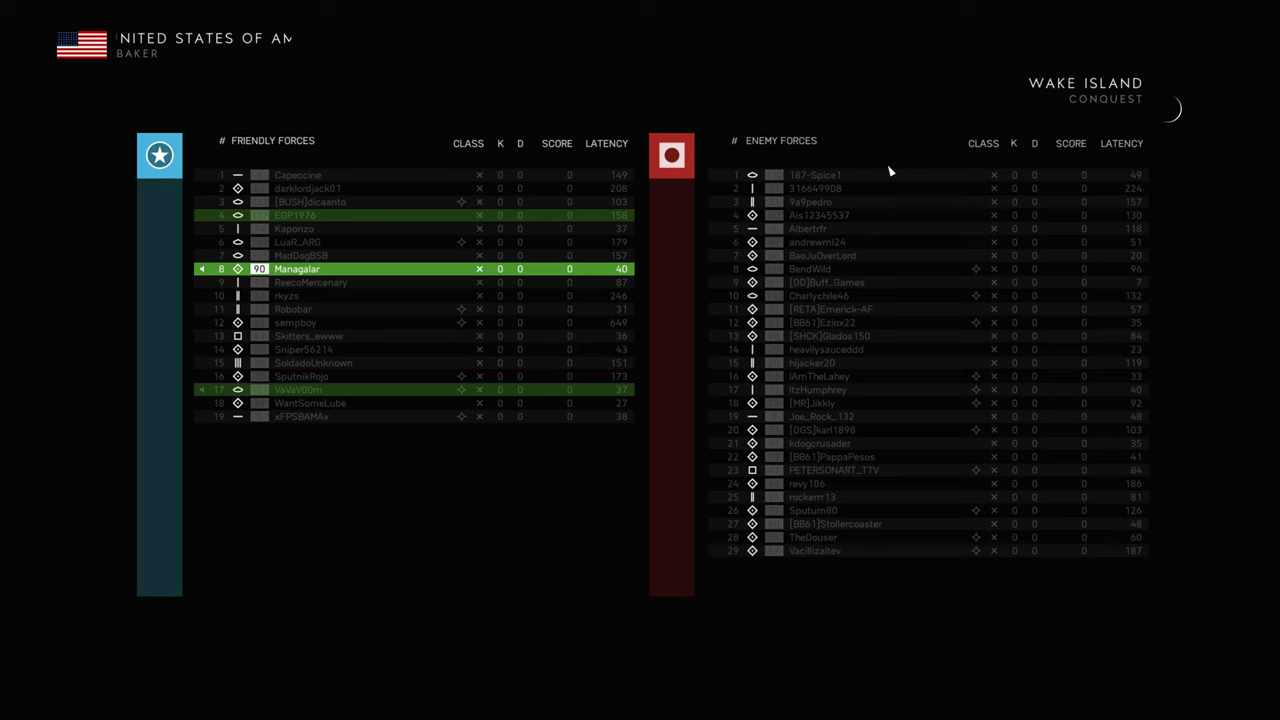 NITED STATES OF AM
BAKER
WAKE ISLAND
CONQUEST
# FRIENDLY FORCES CLASS K D SCORE LATENCY
1 Capeccine 0 0 0 149
2 darklordjack01 0 0 0 208
3 [BUSH]dicaanto 0 0 0 103
4 EGP1976 0 0 0 158
5 Kaponzo 0 0 0 37
6 LuaR_ARG 0 0 0 179
7 MadDogBSB 0 0 0 157
8 90 Managalar 0 0 0 40
9 ReecoMercenary 0 0 0 87
10 rkyzs 0 0 0 246
11 Robobar 0 0 0 31
12 sempboy 0 0 0 649
13 Skitters_ewww 0 0 0 36
14 Sniper56214 0 0 0 43
15 SoldadoUnknown 0 0 0 151
16 SputnikRojo 0 0 0 173
17 VaVaV00m 0 0 0 37
18 WantSomeLube 0 0 0 27
19 xFPSBAMAx 0 0 0 38
# ENEMY FORCES CLASS K D SCORE LATENCY
1 187-Spice1 0 0 0 49
2 316649908 0 0 0 224
3 9a9pedro 0 0 0 157
4 Ais12345537 0 0 0 130
5 Albertrfr 0 0 0 118
6 andrewml24 0 0 0 51
7 BaoJuOverLord 0 0 0 220
8 BendWild 0 0 0 96
9 [DD]Buff_Games 0 0 0 7
10 Charlychile46 0 0 0 132
11 [RETA]Emerick-AF 0 0 0 57
12 [BB61]Eziox22 0 0 0 35
13 [SHCK]Glados150 0 0 0 84
14 heavilysauceddd 0 0 0 23
15 hijacker20 0 0 0 119
16 IAmTheLahey 0 0 0 33
17 ItzHumphrey 0 0 0 40
18 [MR]Jikkly 0 0 0 92
19 Joe_Rock_132 0 0 0 48
20 [DGS]karl1898 0 0 0 103
21 kdogcrusader 0 0 0 35
22 [BB61]PappaPesos 0 0 0 41
23 PETERSONART_TTV 0 0 0 84
24 revy106 0 0 0 186
25 rockerrr13 0 0 0 81
26 Sputum80 0 0 0 126
27 [BB61]Stollercoaster 0 0 0 48
28 TheDouser 0 0 0 60
29 Vacillizaitev 0 0 0 187